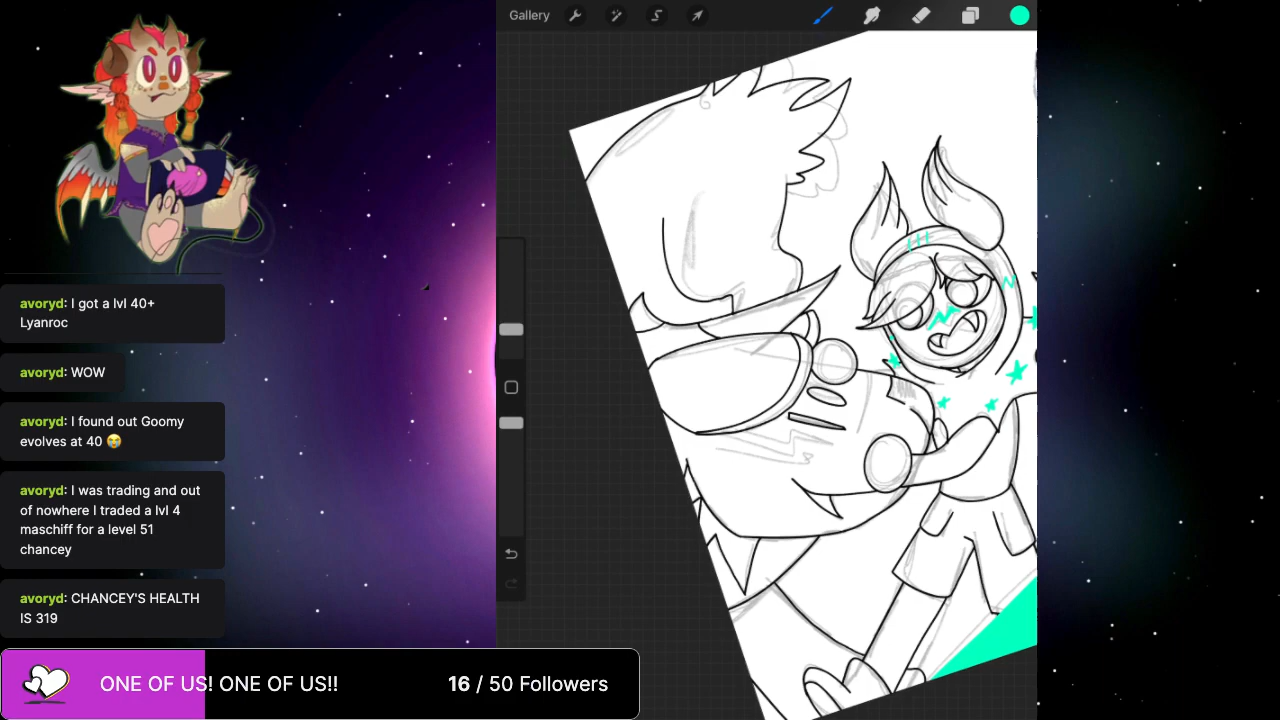 Gallery
avoryd: I got a lvl 40+
Lyanroc
avoryd: WOW
avoryd: I found out Goomy
evolves at 40 😭
avoryd: I was trading and out
of nowhere I traded a lvl 4
maschiff for a level 51
chancey
avoryd: CHANCEY'S HEALTH
IS 319
ONE OF US! ONE OF US!! 16 / 50 Followers